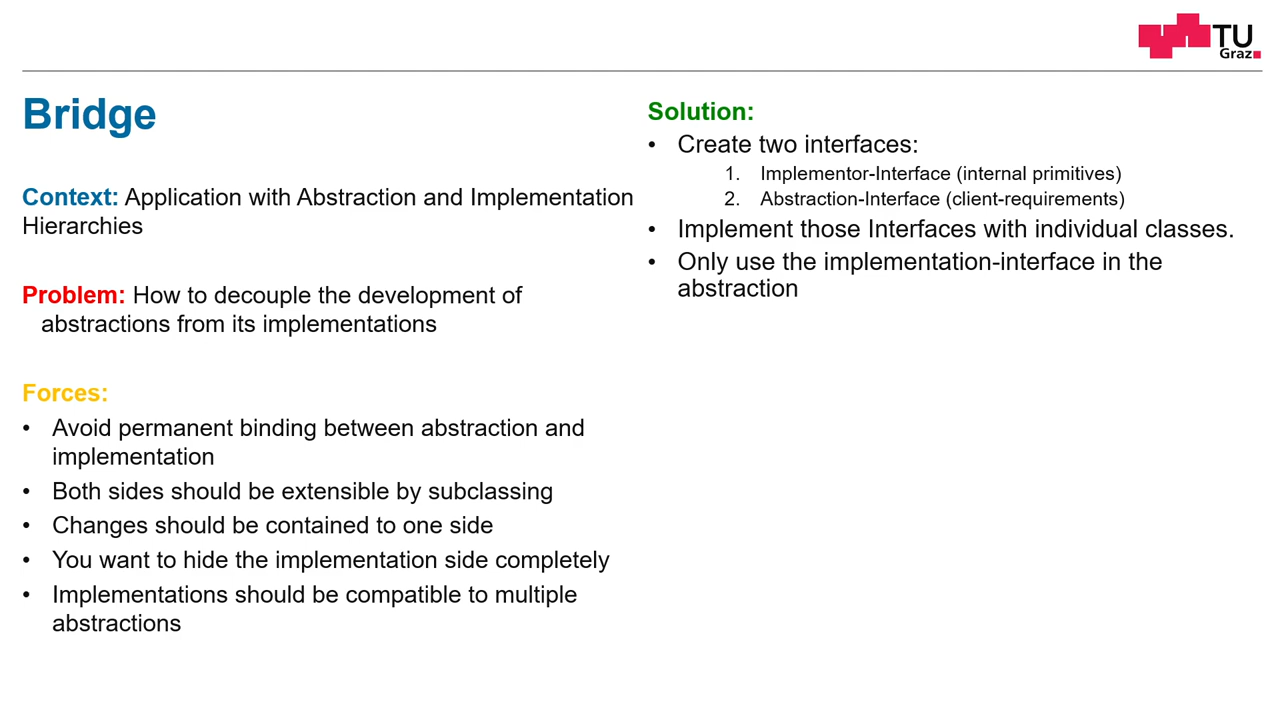 TU
Graz
Bridge
Context: Application with Abstraction and Implementation
Hierarchies
Problem: How to decouple the development of
abstractions from its implementations
Forces:
• Avoid permanent binding between abstraction and
implementation
• Both sides should be extensible by subclassing
• Changes should be contained to one side
• You want to hide the implementation side completely
• Implementations should be compatible to multiple
abstractions
Solution:
• Create two interfaces:
1. Implementor-Interface (internal primitives)
2. Abstraction-Interface (client-requirements)
• Implement those Interfaces with individual classes.
• Only use the implementation-interface in the
abstraction